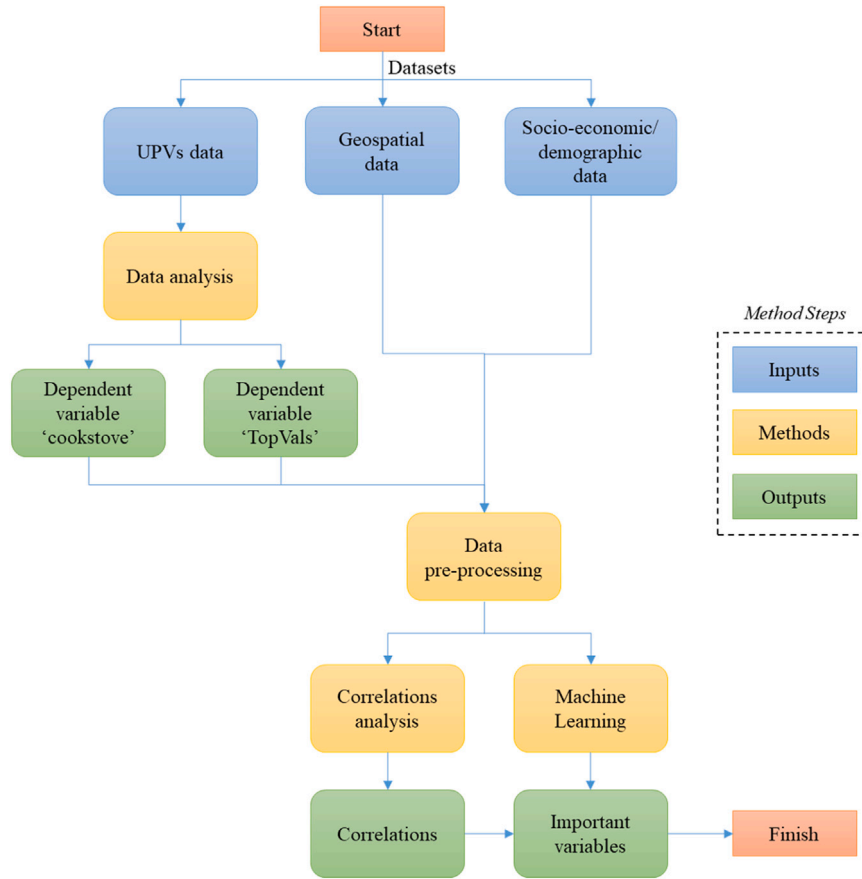 Start
Datasets
UPVs data
Geospatial
data
Socio-economic/
demographic
data
Data analysis
Dependent
variable
‘cookstove’
Dependent
variable
‘TopVals’
Method Steps
Inputs
Methods
Outputs
Data
pre-processing
Correlations
analysis
Machine
Learning
Correlations
Important
variables
Finish